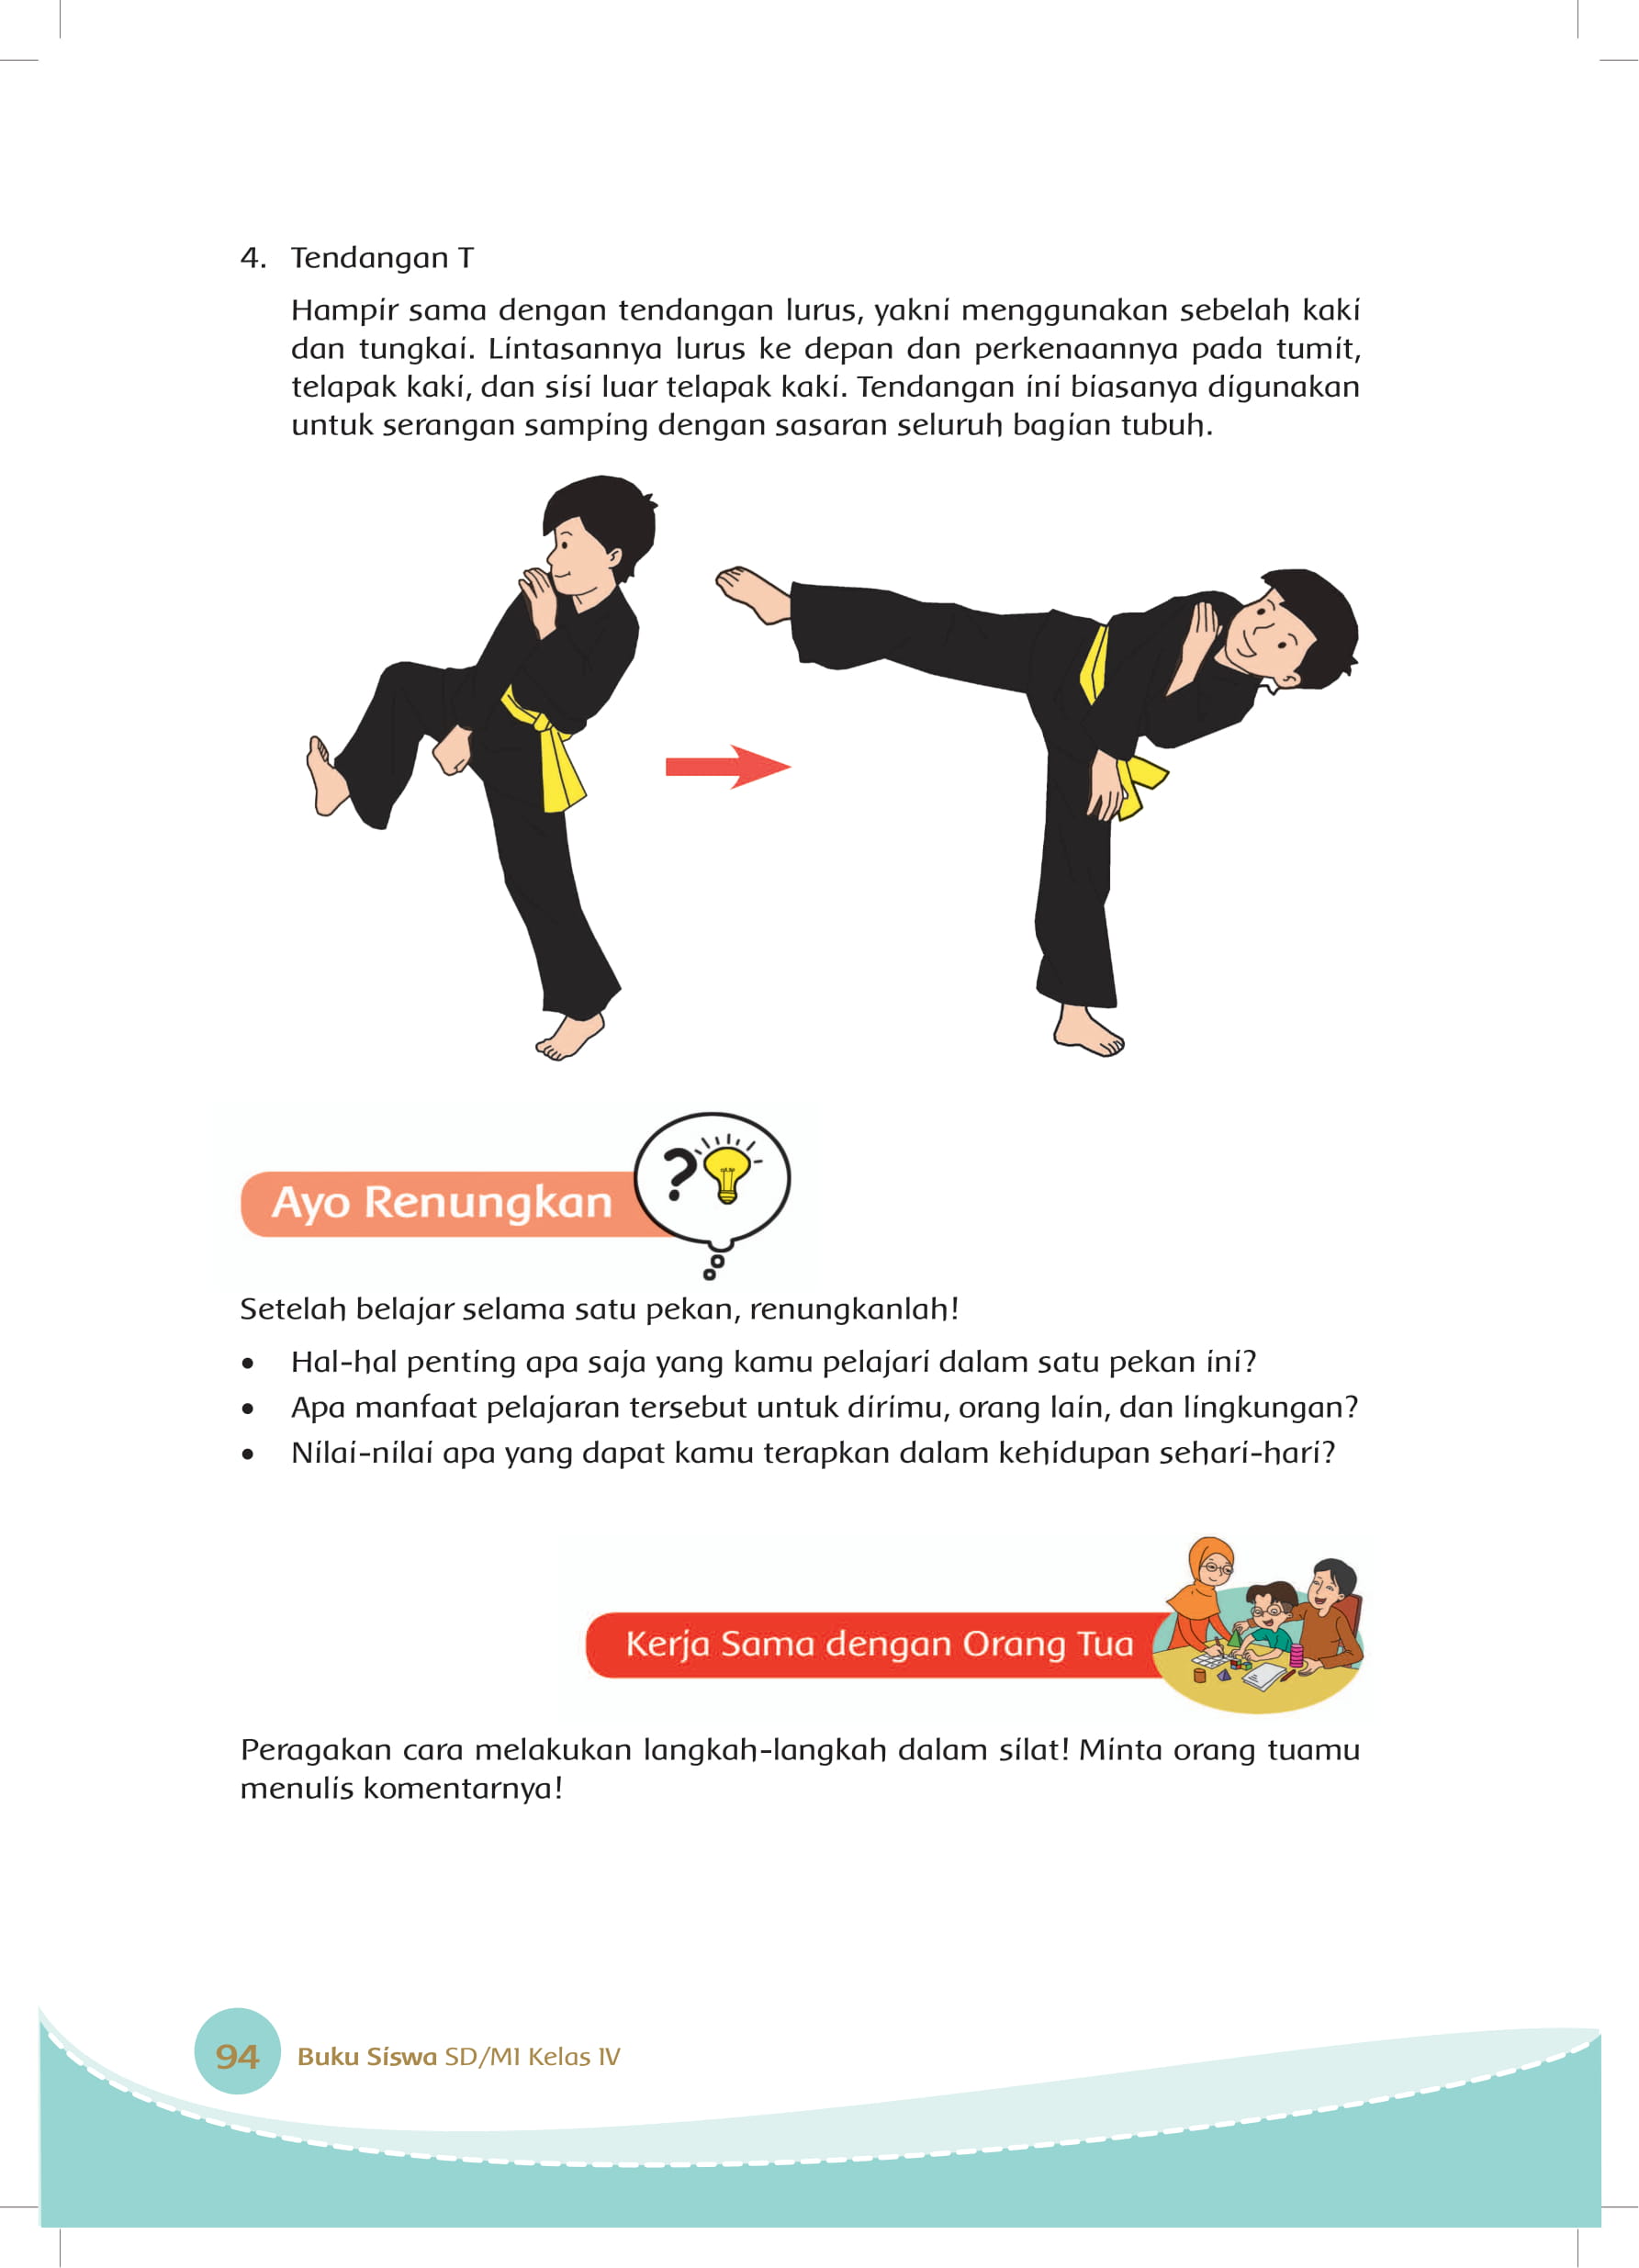 4. Tendangan T
Hampir sama dengan tendangan lurus, yakni menggunakan sebelah kaki
dan tungkai. Lintasannya lurus ke depan dan perkenaannya pada tumit,
telapak kaki, dan sisi luar telapak kaki. Tendangan ini biasanya digunakan
untuk serangan samping dengan sasaran seluruh bagian tubuh.
?
Ayo Renungkan
Setelah belajar selama satu pekan, renungkanlah!
• Hal-hal penting apa saja yang kamu pelajari dalam satu pekan ini?
• Apa manfaat pelajaran tersebut untuk dirimu, orang lain, dan lingkungan?
• Nilai-nilai apa yang dapat kamu terapkan dalam kehidupan sehari-hari?
Kerja Sama dengan Orang Tua
Peragakan cara melakukan langkah-langkah dalam silat! Minta orang tuamu
menulis komentarnya!
94 Buku Siswa SD/MI Kelas IV